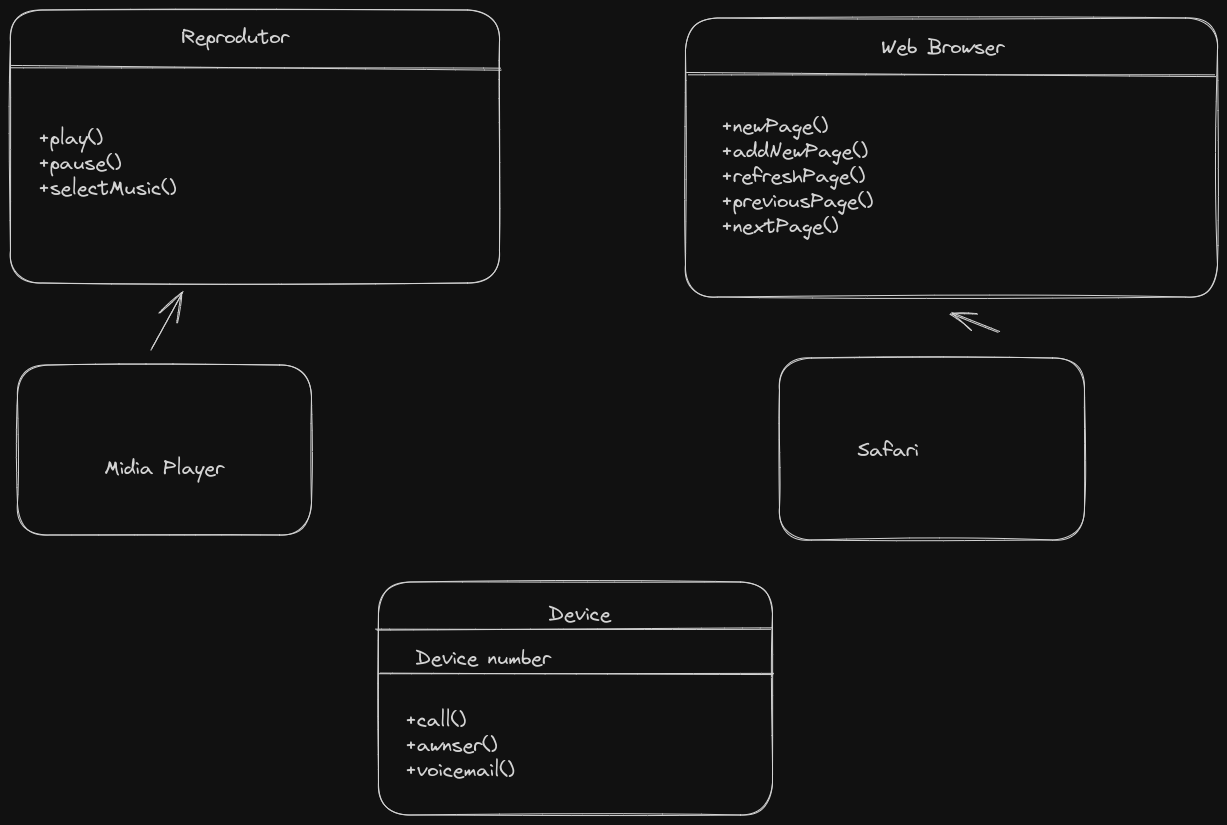 Reprodutor
+play()
+pause()
+selectMusic()
Web Browser
+newPage()
+addNewPage()
+refreshPage()
+previousPage()
+nextPage()
Midia Player
Safari
Device
Device number
+call()
+awnser()
+voicemail()